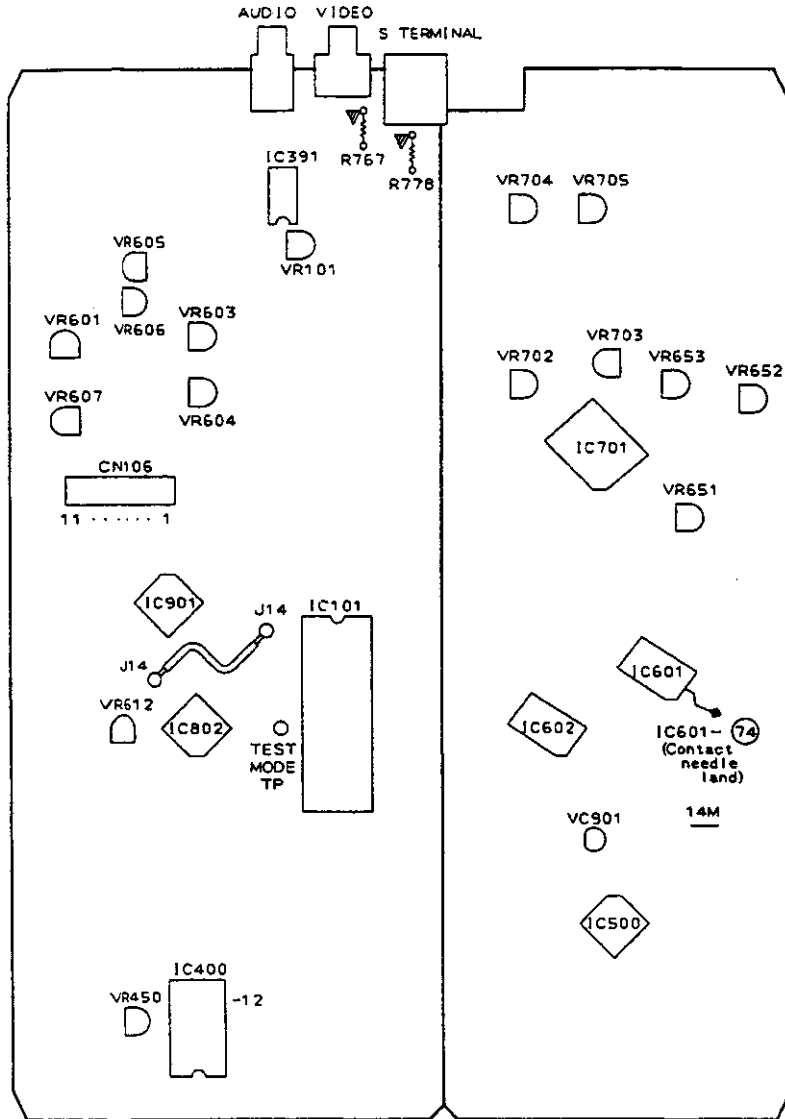 AUDIO VIDEO
S TERMINAL
IC391
R767
R778
VR704 VR705
VR605
VR101
VR606
VR603
VR601
VR703
VR702
VR653
VR652
VR607
VR604
IC701
CN106
VR651
11 ······ 1
IC901
J14
IC101
J14
IC601
VR612
IC802
IC602
IC601- 74
(Contact
needle
land)
TEST
MODE
TP
VC901
14M
IC500
IC400
VR450
-12